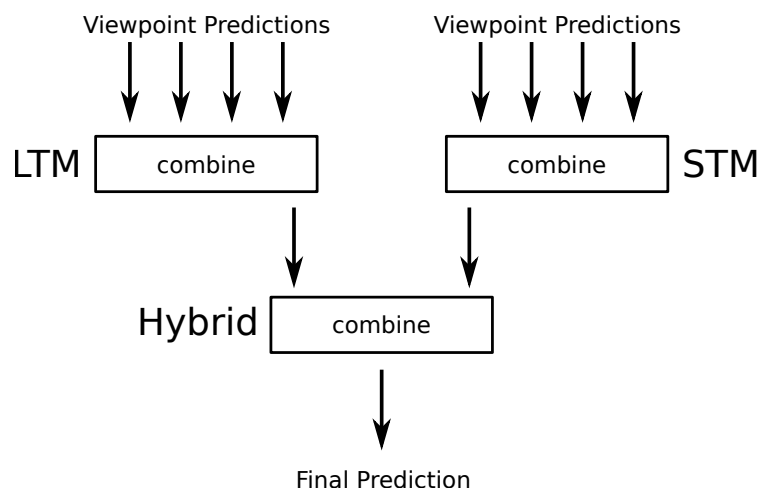 Viewpoint Predictions
Viewpoint Predictions
LTM
combine
combine
STM
Hybrid
combine
Final Prediction